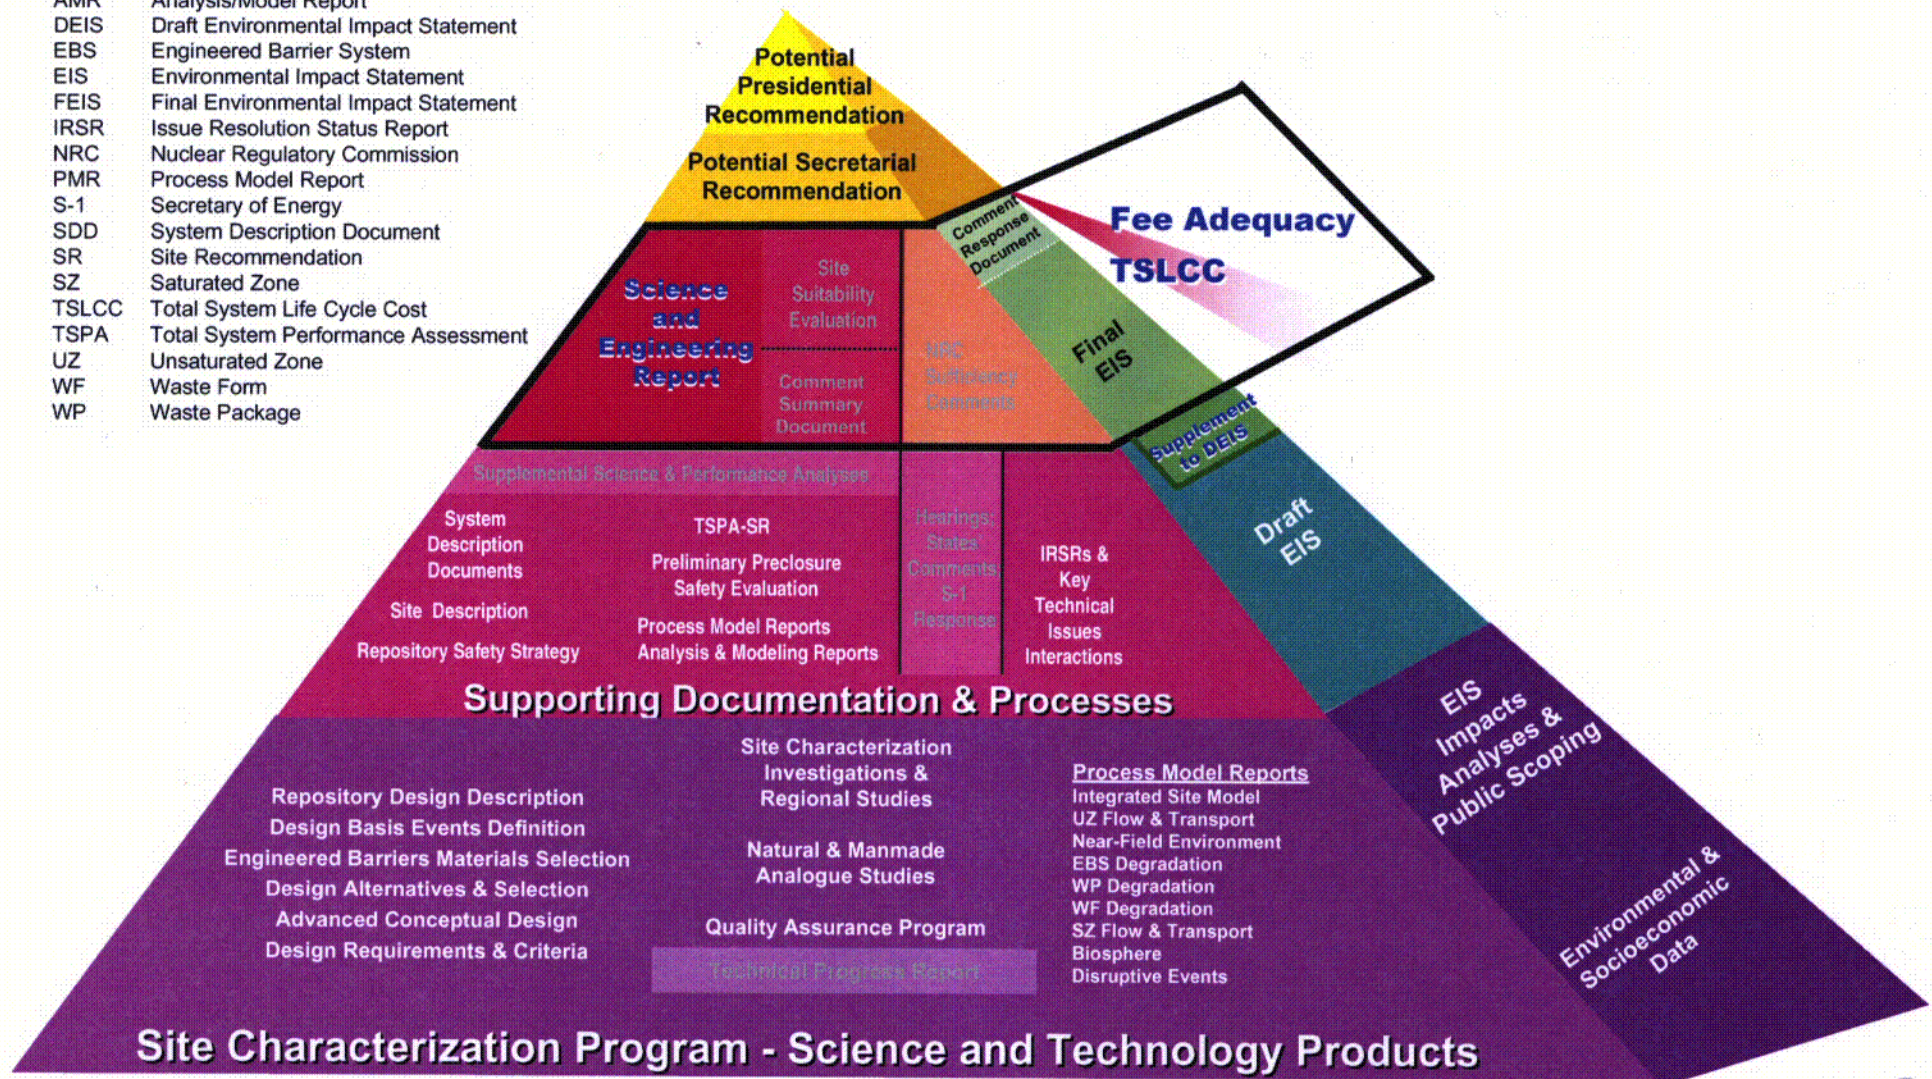 AMR Analysis/Model Report
DEIS Draft Environmental Impact Statement
EBS Engineered Barrier System
EIS Environmental Impact Statement
FEIS Final Environmental Impact Statement
IRSR Issue Resolution Status Report
NRC Nuclear Regulatory Commission
PMR Process Model Report
S-1 Secretary of Energy
SDD System Description Document
SR Site Recommendation
SZ Saturated Zone
TSLCC Total System Life Cycle Cost
TSPA Total System Performance Assessment
UZ Unsaturated Zone
WF Waste Form
WP Waste Package
Potential
Presidential
Recommendation
Potential Secretarial
Recommendation
Comment
Response
Document
Fee Adequacy
TSLCC
Science
and
Engineering
Report
Site
Suitability
Evaluation
Comment
Summary
Document
NRC
Sufficiency
Comments
Final
EIS
Supplement
to DEIS
Supplemental Science & Performance Analyses
System
Description
Documents
Site Description
Repository Safety Strategy
TSPA-SR
Preliminary Preclosure
Safety Evaluation
Process Model Reports
Analysis & Modeling Reports
Hearings;
States'
Comments
S-1
Response
IRSRs &
Key
Technical
Issues
Interactions
Draft
EIS
Supporting Documentation & Processes
Repository Design Description
Design Basis Events Definition
Engineered Barriers Materials Selection
Design Alternatives & Selection
Advanced Conceptual Design
Design Requirements & Criteria
Site Characterization
Investigations &
Regional Studies
Natural & Manmade
Analogue Studies
Quality Assurance Program
Technical Progress Report
Process Model Reports
Integrated Site Model
UZ Flow & Transport
Near-Field Environment
EBS Degradation
WP Degradation
WF Degradation
SZ Flow & Transport
Biosphere
Disruptive Events
EIS
Impacts
Analyses &
Public Scoping
Environmental &
Socioeconomic
Data
Site Characterization Program - Science and Technology Products